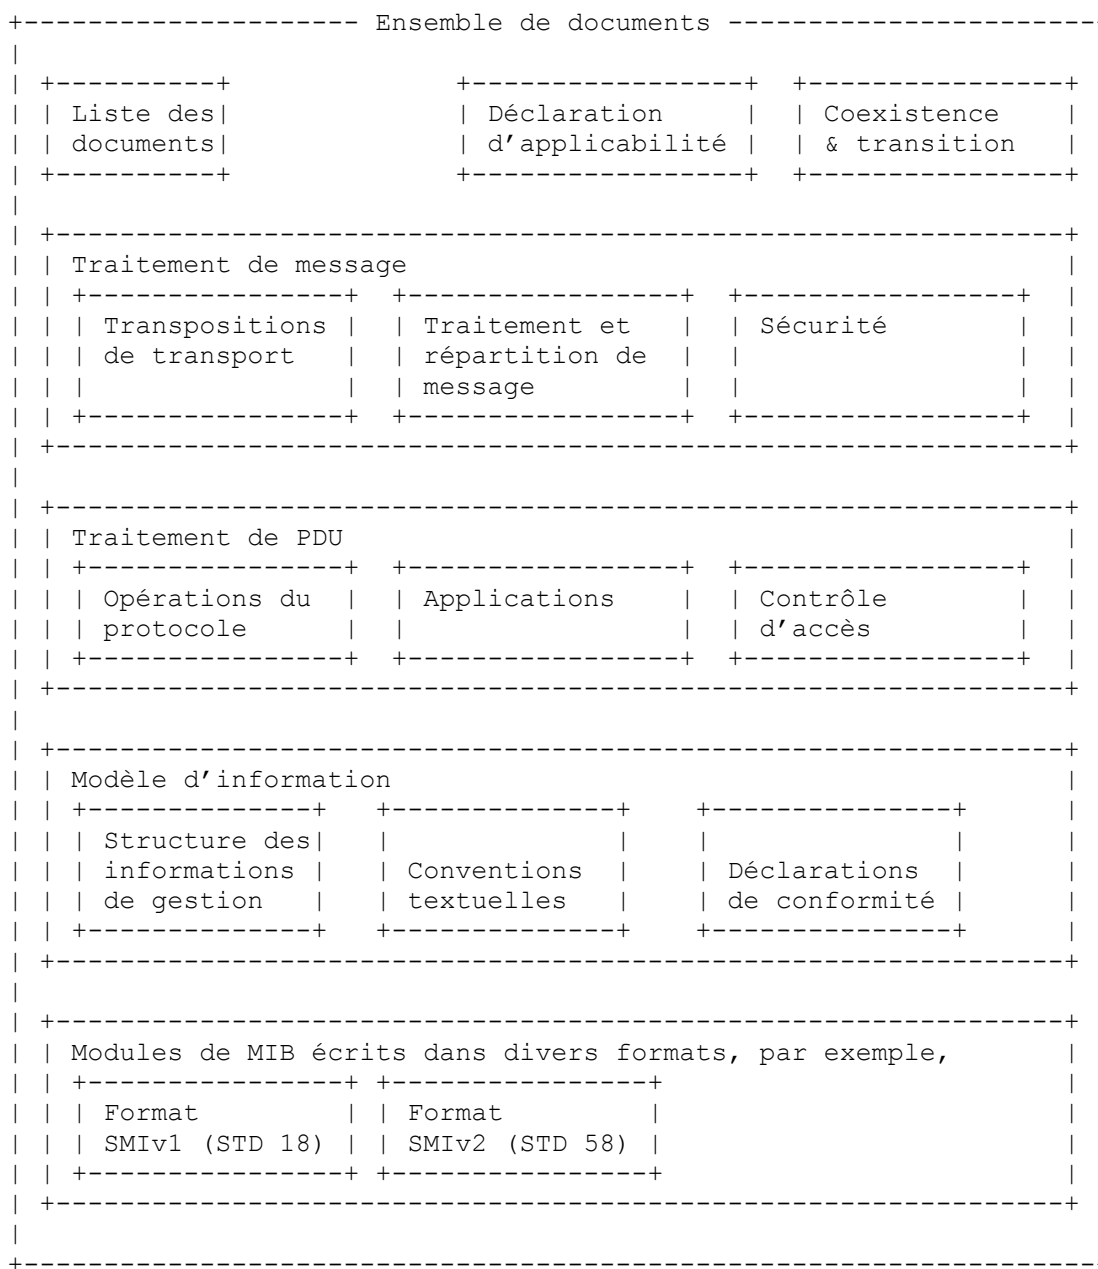 Ensemble de documents
Liste des Déclaration Coexistence
documents d'applicabilité & transition
Traitement de message
Transpositions Traitement et Sécurité
de transport répartition de
message
Traitement de PDU
Opérations du Applications Contrôle
protocole d'accès
Modèle d'information
Structure des
informations Conventions Déclarations
de gestion textuelles de conformité
Modules de MIB écrits dans divers formats, par exemple,
Format Format
SMIv1 (STD 18) SMIv2 (STD 58)